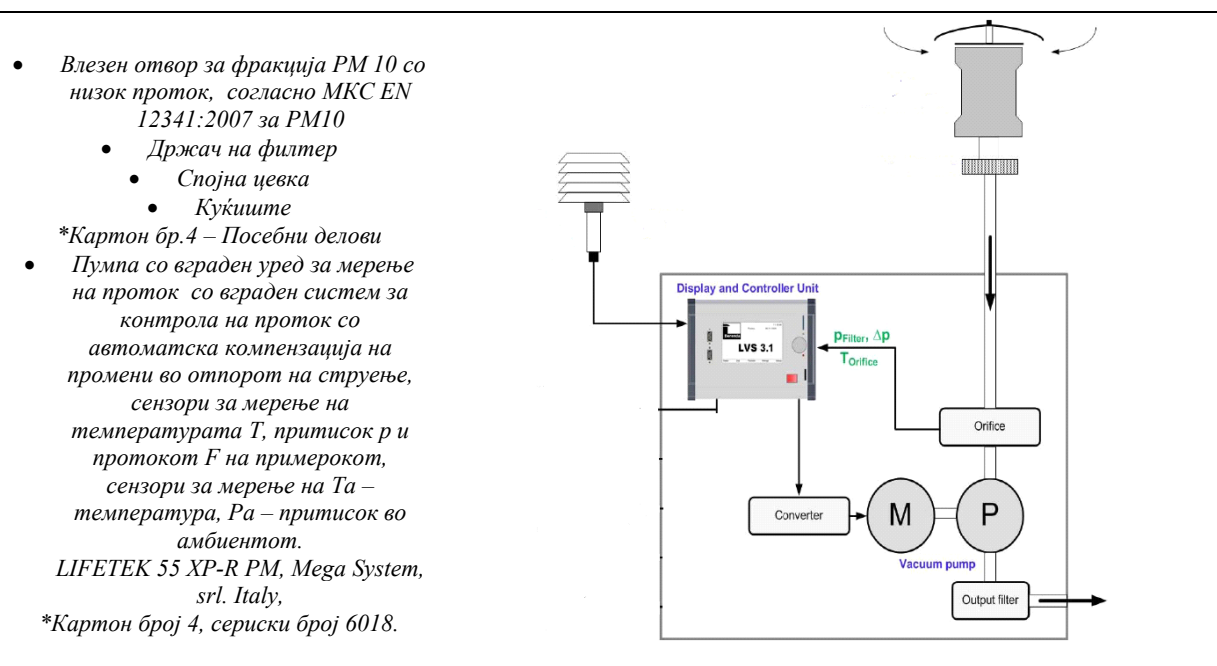 • Влезен отвор за фракција PM 10 со
низок проток, согласно МКС EN
12341:2007 за PM10
• Држач на филтер
• Спојна цевка
• Куќиште
*Картон бр.4 – Посебни делови
• Пумпа со вграден уред за мерење
на проток со вграден систем за
контрола на проток со
автоматска компензација на
промени во отпорот на струење,
сензори за мерење на
температурата T, притисок p и
протокот F на примерокот,
сензори за мерење на Ta –
температура, Pa – притисок во
амбиентот.
LIFETEK 55 XP-R PM, Mega System,
srl. Italy,
*Картон број 4, сериски број 6018.
Display and Controller Unit
LVS 3.1
pFilter, Δp
TOrifice
Orifice
Converter
M
P
Vacuum pump
Output filter